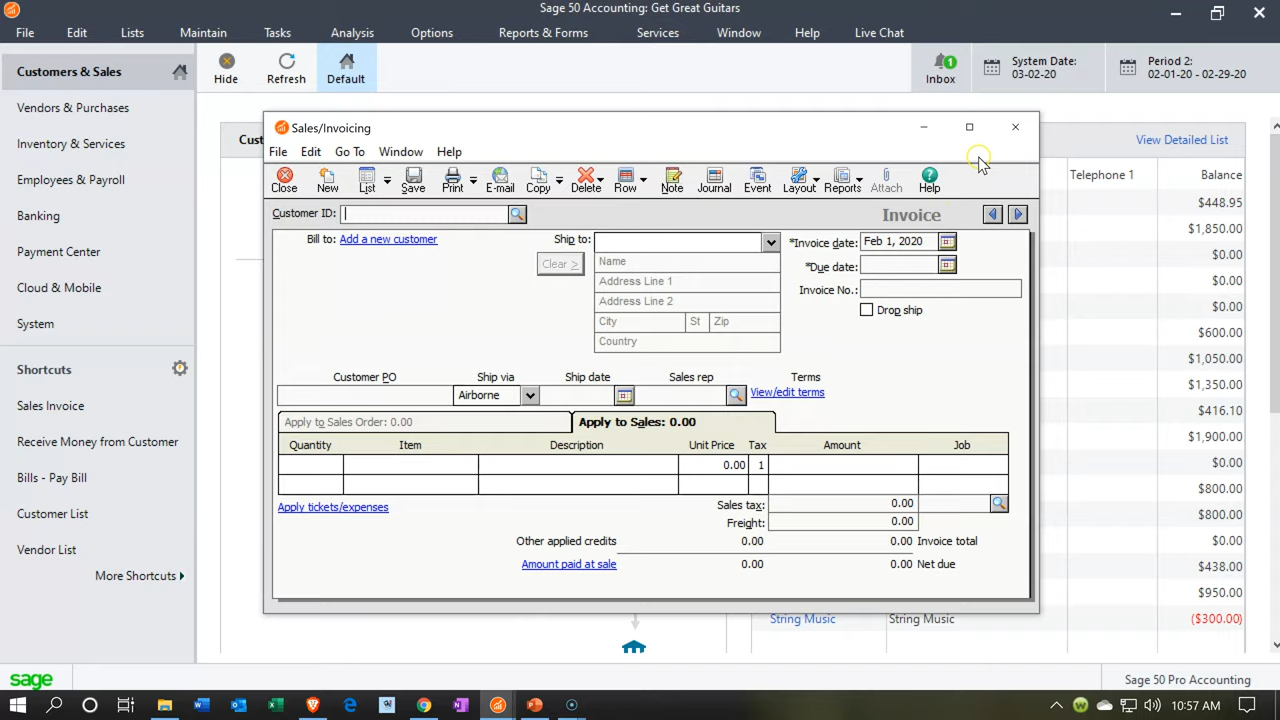 Sage 50 Accounting: Get Great Guitars
File Edit Lists Maintain Tasks Analysis Options Reports & Forms Services Window Help Live Chat
Customers & Sales
Vendors & Purchases
Inventory & Services
Employees & Payroll
Banking
Payment Center
Cloud & Mobile
System
Shortcuts
Sales Invoice
Receive Money from Customer
Bills - Pay Bill
Customer List
Vendor List
More Shortcuts
Hide Refresh Default
1
Inbox
System Date:
03-02-20
Period 2:
02-01-20 - 02-29-20
Cust
View Detailed List
Telephone 1 Balance
$448.95
$1,850.00
$0.00
$0.00
$600.00
$1,050.00
$1,350.00
$416.10
$1,900.00
$0.00
$800.00
$800.00
$0.00
$438.00
$950.00
String Music String Music ($300.00)
Sales/Invoicing
File Edit Go To Window Help
Close New List Save Print E-mail Copy Delete Row Note Journal Event Layout Reports Attach Help
Customer ID:
Invoice
Bill to: Add a new customer
Ship to:
Clear >
Name
Address Line 1
Address Line 2
City St Zip
Country
*Invoice date: Feb 1, 2020
*Due date:
Invoice No.:
Drop ship
Customer PO Ship via Ship date Sales rep Terms
Airborne
View/edit terms
Apply to Sales Order: 0.00
Apply to Sales: 0.00
Quantity Item Description Unit Price Tax Amount Job
0.00 1
Apply tickets/expenses
Sales tax: 0.00
Freight: 0.00
Other applied credits 0.00 0.00 Invoice total
Amount paid at sale 0.00 0.00 Net due
sage
Sage 50 Pro Accounting
10:57 AM